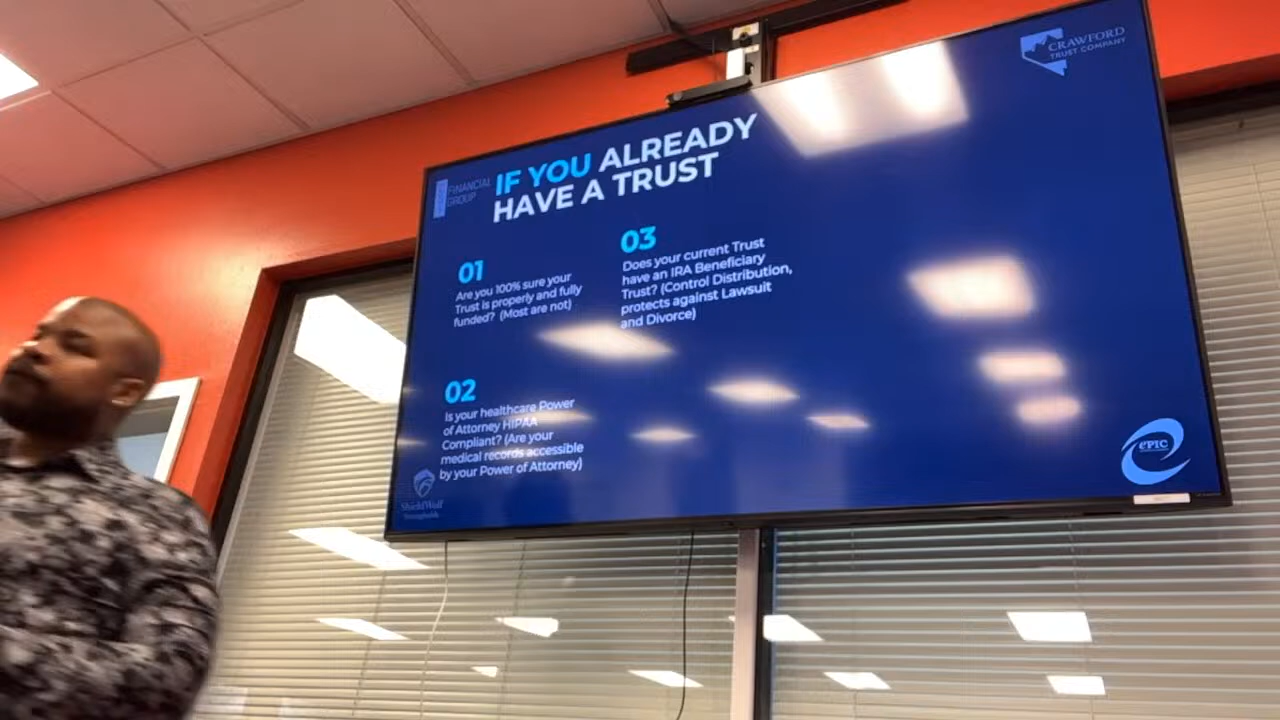 CRAWFORD
TRUST COMPANY
FINANCIAL
GROUP
IF YOU ALREADY
HAVE A TRUST
01
Are you 100% sure your
Trust is properly and fully
funded? (Most are not)
02
Is your healthcare Power
of Attorney HIPAA
Compliant? (Are your
medical records accessible
by your Power of Attorney)
03
Does your current Trust
have an IRA Beneficiary
Trust? (Control Distribution,
protects against Lawsuit
and Divorce)
ShieldWolf
Strongholds
ePIC